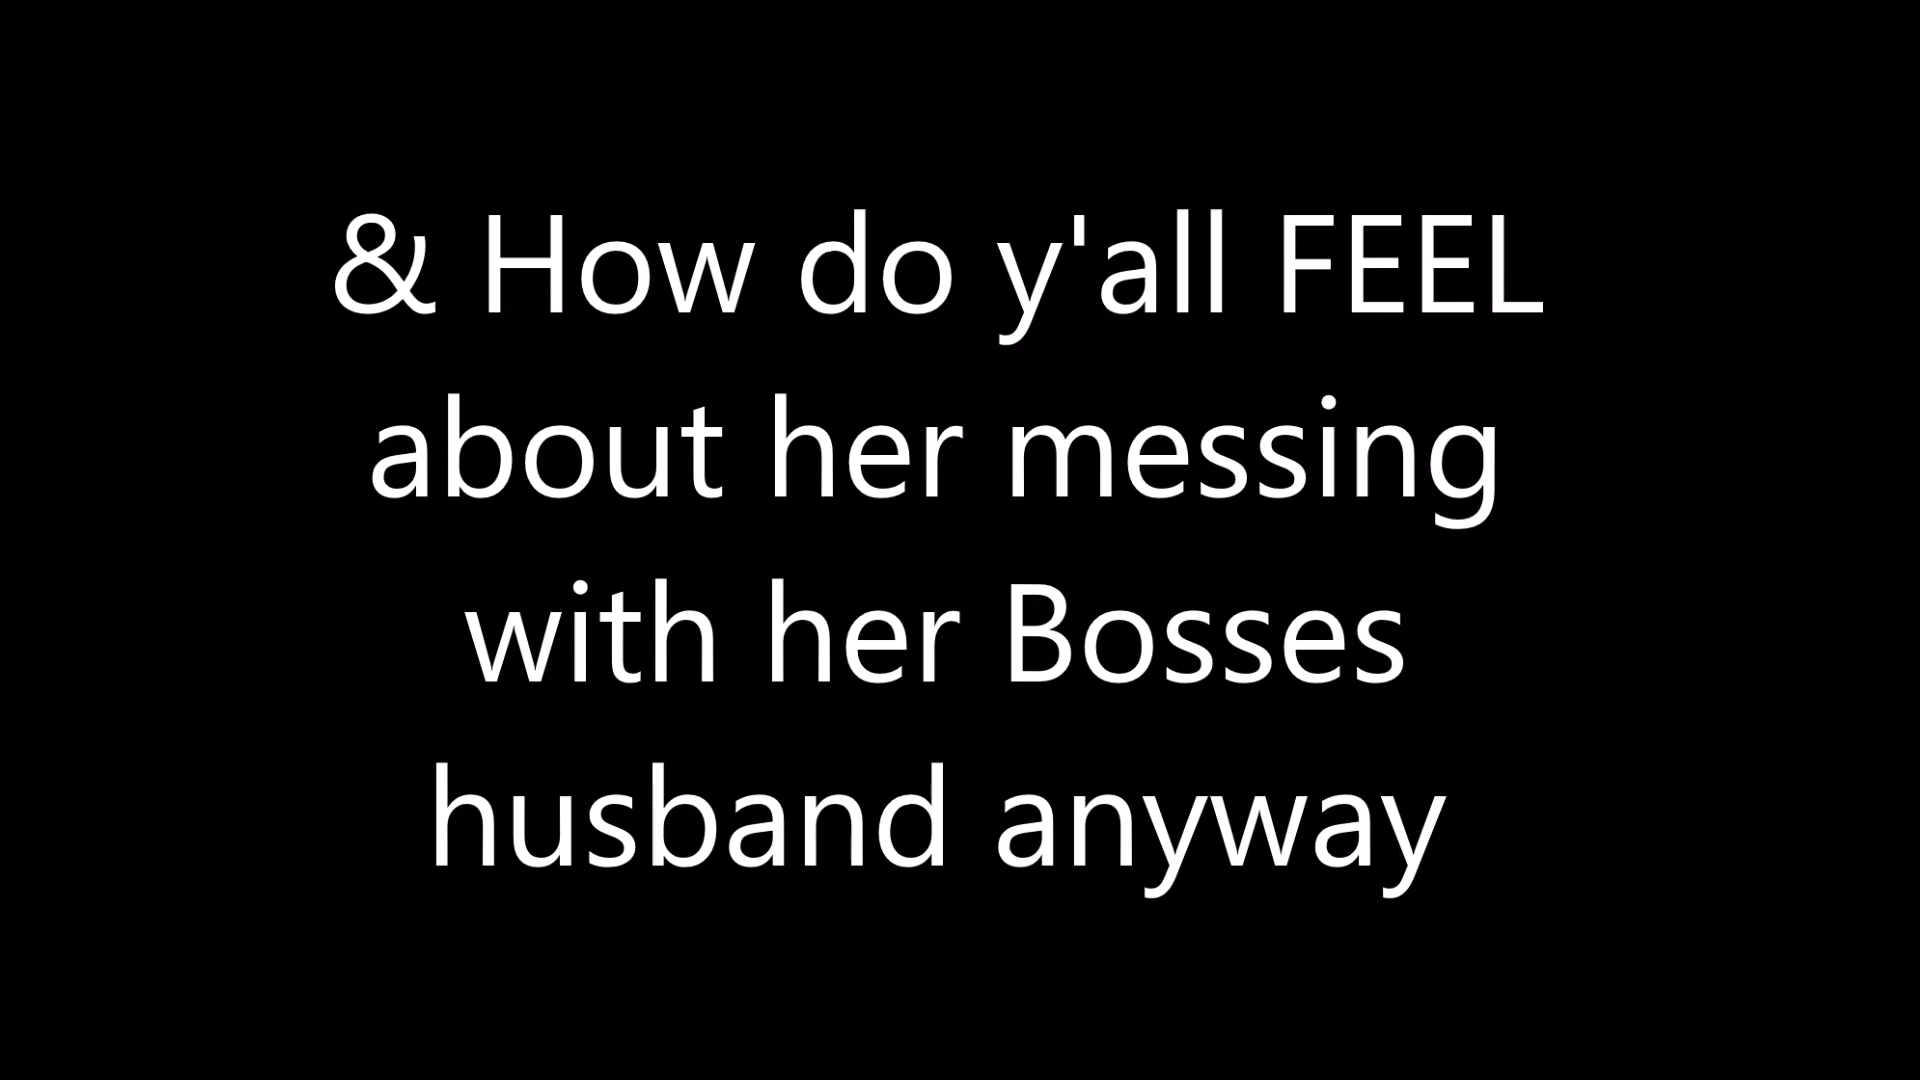 & How do y'all FEEL
about her messing
with her Bosses
husband anyway